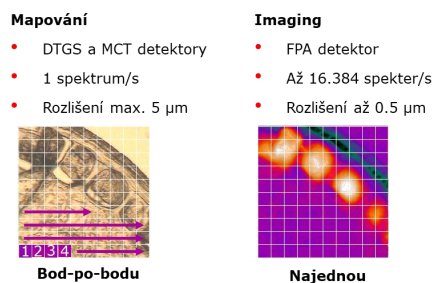 Mapování
• DTGS a MCT detektory
• 1 spektrum/s
• Rozlišení max. 5 µm
1 2 3 4
Bod-po-bodu
Imaging
• FPA detektor
• Až 16.384 spekter/s
• Rozlišení až 0.5 µm
Najednou